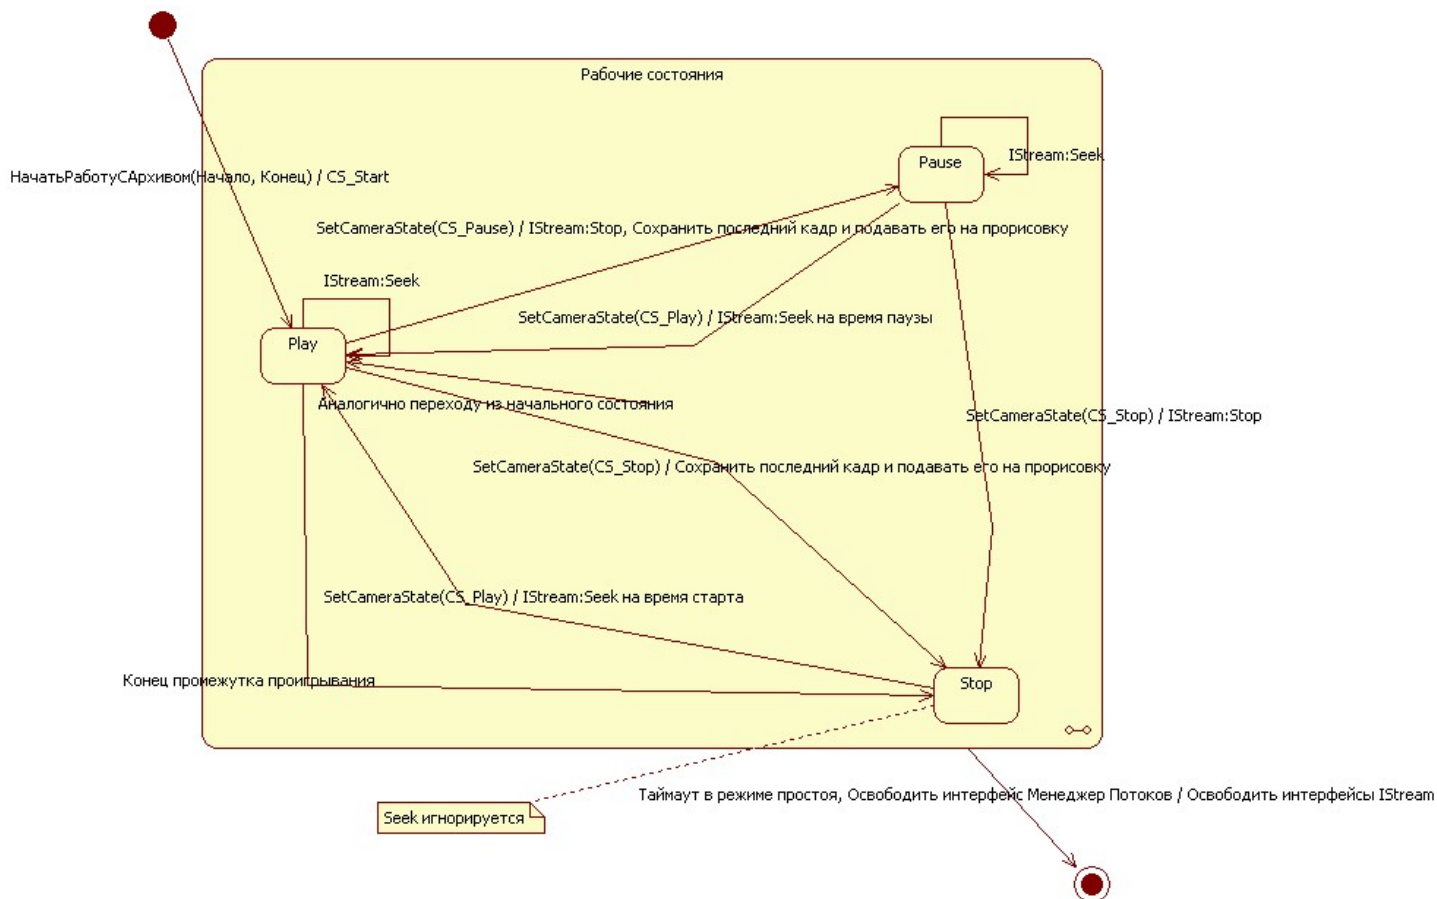 Рабочие состояния
Pause
IStream:Seek
НачатьРаботуСАрхивом(Начало, Конец) / CS_Start
SetCameraState(CS_Pause) / IStream:Stop, Сохранить последний кадр и подавать его на прорисовку
IStream:Seek
SetCameraState(CS_Play) / IStream:Seek на время паузы
Play
Аналогично переходу из начального состояния
SetCameraState(CS_Stop) / IStream:Stop
SetCameraState(CS_Stop) / Сохранить последний кадр и подавать его на прорисовку
SetCameraState(CS_Play) / IStream:Seek на время старта
Конец промежутка проигрывания
Stop
Таймаут в режиме простоя, Освободить интерфейс Менеджер Потоков / Освободить интерфейсы IStream
Seek игнорируется